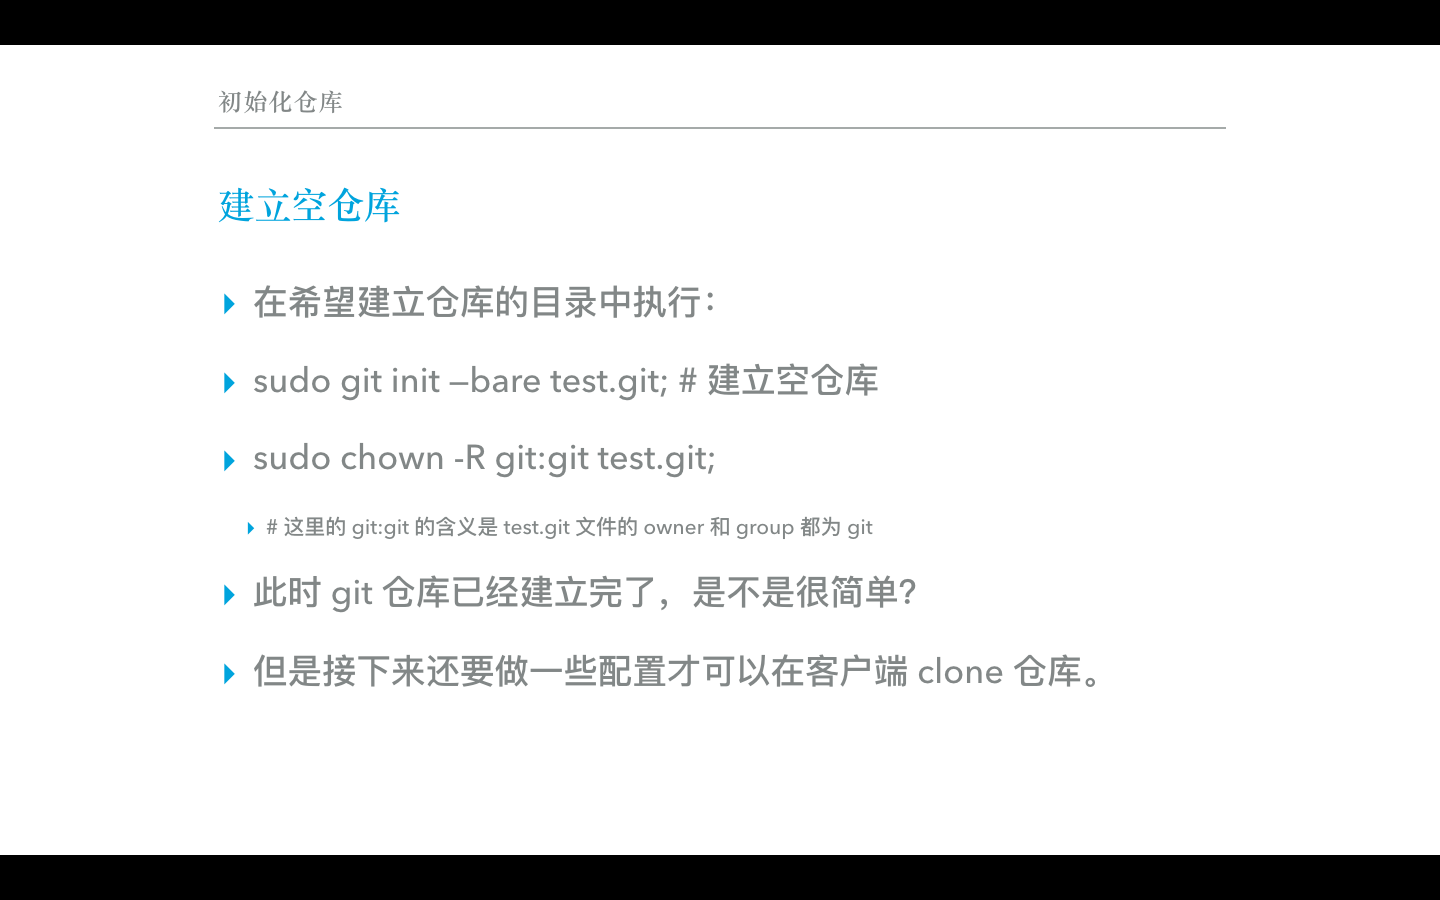 初始化仓库
建立空仓库
在希望建立仓库的目录中执行：
sudo git init —bare test.git; # 建立空仓库
sudo chown -R git:git test.git;
# 这里的 git:git 的含义是 test.git 文件的 owner 和 group 都为 git
此时 git 仓库已经建立完了，是不是很简单？
但是接下来还要做一些配置才可以在客户端 clone 仓库。